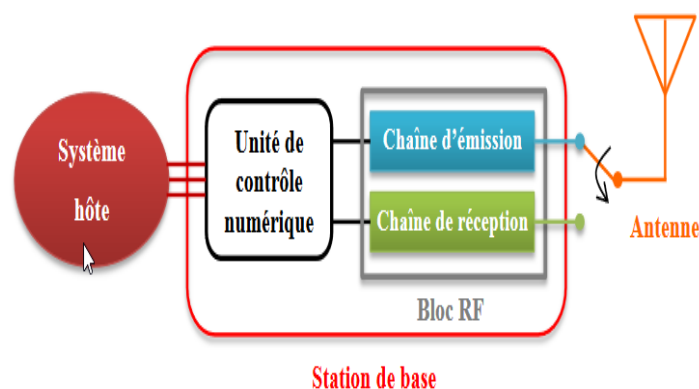 Système
hôte
Unité de
contrôle
numérique
Chaîne d'émission
Chaîne de réception
Bloc RF
Antenne
Station de base